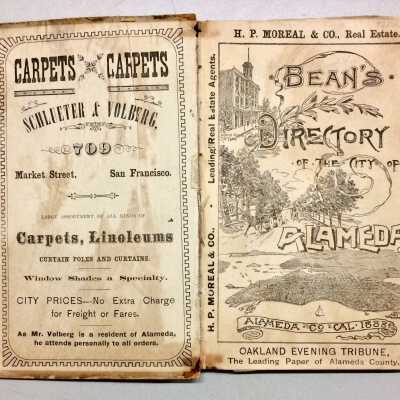 CARPETS CARPETS
SCHLUETER & VOLBERG,
709
Market Street. San Francisco.
LARGE ASSORTMENT OF ALL KINDS OF
Carpets, Linoleums
CURTAIN POLES AND CURTAINS.
Window Shades a Specialty.
CITY PRICES—No Extra Charge
for Freight or Fares.
As Mr. Volberg is a resident of Alameda,
he attends personally to all orders.
H. P. MOREAL & CO., Real Estate.
H. P. MOREAL & CO. - Leading Real Estate Agents.
BEAN'S
DIRECTORY
OF THE CITY OF
ALAMEDA
ALAMEDA CO. CAL.
OAKLAND EVENING TRIBUNE,
The Leading Paper of Alameda County.